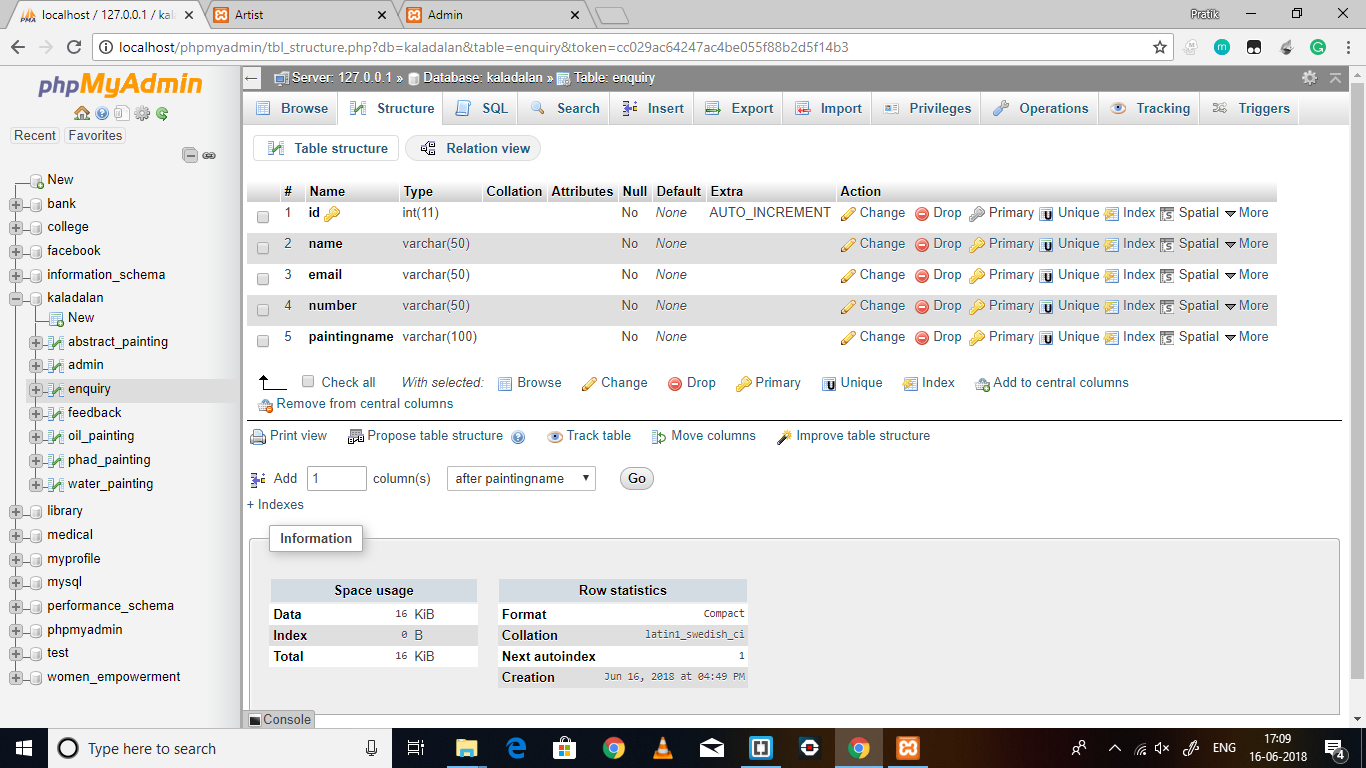 localhost / 127.0.0.1 / kal
Artist
Admin
Pratik
localhost/phpmyadmin/tbl_structure.php?db=kaladalan&table=enquiry&token=cc029ac64247ac4be055f88b2d5f14b3
phpMyAdmin
Recent Favorites
New
bank
college
facebook
information_schema
kaladalan
New
abstract_painting
admin
enquiry
feedback
oil_painting
phad_painting
water_painting
library
medical
myprofile
mysql
performance_schema
phpmyadmin
test
women_empowerment
Server: 127.0.0.1 » Database: kaladalan » Table: enquiry
Browse Structure SQL Search Insert Export Import Privileges Operations Tracking Triggers
Table structure Relation view
# Name Type Collation Attributes Null Default Extra Action
1 id int(11) No None AUTO_INCREMENT Change Drop Primary Unique Index Spatial More
2 name varchar(50) No None Change Drop Primary Unique Index Spatial More
3 email varchar(50) No None Change Drop Primary Unique Index Spatial More
4 number varchar(50) No None Change Drop Primary Unique Index Spatial More
5 paintingname varchar(100) No None Change Drop Primary Unique Index Spatial More
Check all With selected: Browse Change Drop Primary Unique Index Add to central columns
Remove from central columns
Print view Propose table structure Track table Move columns Improve table structure
Add 1 column(s) after paintingname Go
+ Indexes
Information
Space usage
Data 16 KiB
Index 0 B
Total 16 KiB
Row statistics
Format Compact
Collation latin1_swedish_ci
Next autoindex 1
Creation Jun 16, 2018 at 04:49 PM
Console
Type here to search
ENG
17:09
16-06-2018
4